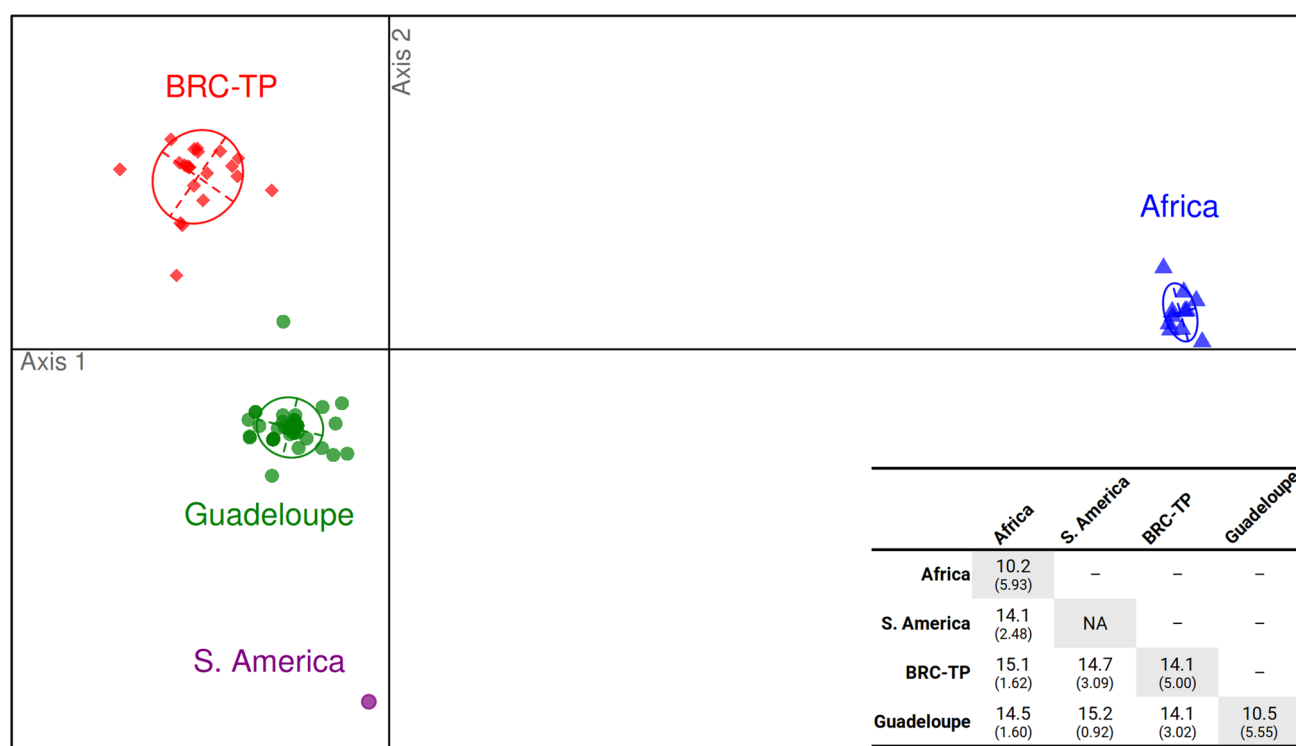 Axis 2
BRC-TP
Africa
Axis 1
Guadeloupe
S. America
Africa S. America BRC-TP Guadeloupe
Africa 10.2 – – –
(5.93)
S. America 14.1 NA – –
(2.48)
BRC-TP 15.1 14.7 14.1 –
(1.62) (3.09) (5.00)
Guadeloupe 14.5 15.2 14.1 10.5
(1.60) (0.92) (3.02) (5.55)